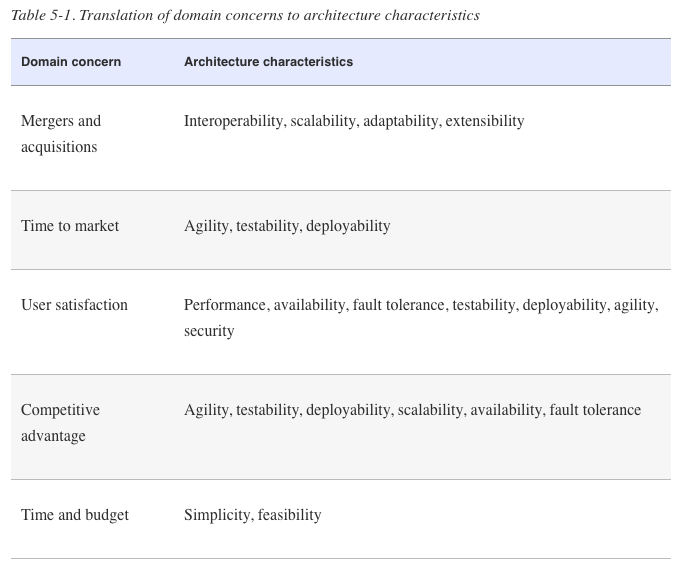 Table 5-1. Translation of domain concerns to architecture characteristics
Domain concern Architecture characteristics
Mergers and Interoperability, scalability, adaptability, extensibility
acquisitions
Time to market Agility, testability, deployability
User satisfaction Performance, availability, fault tolerance, testability, deployability, agility,
security
Competitive Agility, testability, deployability, scalability, availability, fault tolerance
advantage
Time and budget Simplicity, feasibility